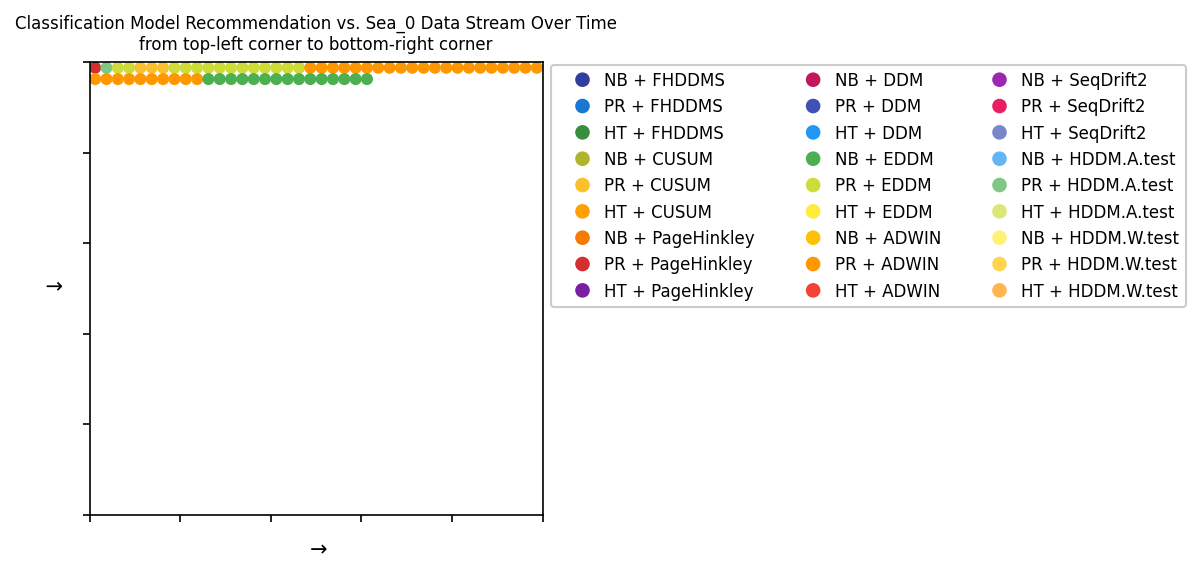 Classification Model Recommendation vs. Sea_0 Data Stream Over Time
from top-left corner to bottom-right corner
NB + FHDDMS
PR + FHDDMS
HT + FHDDMS
NB + CUSUM
PR + CUSUM
HT + CUSUM
NB + PageHinkley
PR + PageHinkley
HT + PageHinkley
NB + DDM
PR + DDM
HT + DDM
NB + EDDM
PR + EDDM
HT + EDDM
NB + ADWIN
PR + ADWIN
HT + ADWIN
NB + SeqDrift2
PR + SeqDrift2
HT + SeqDrift2
NB + HDDM.A.test
PR + HDDM.A.test
HT + HDDM.A.test
NB + HDDM.W.test
PR + HDDM.W.test
HT + HDDM.W.test
→
→